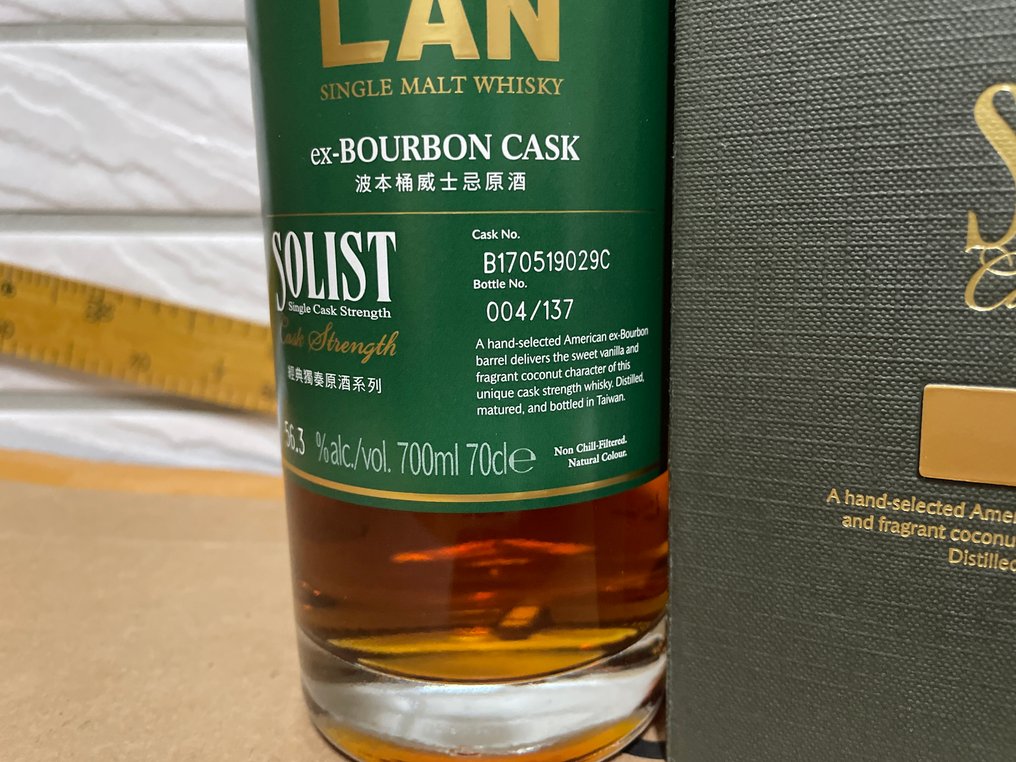 LAN
SINGLE MALT WHISKY
ex-BOURBON CASK
波本桶威士忌原酒
SOLIST
Single Cask Strength
Cask Strength
經典獨奏原酒系列
Cask No.
B170519029C
Bottle No.
004/137
A hand-selected American ex-Bourbon
barrel delivers the sweet vanilla and
fragrant coconut character of this
unique cask strength whisky. Distilled,
matured, and bottled in Taiwan.
56.3 %alc./vol. 700ml 70cl e
Non Chill-Filtered.
Natural Colour.
A hand-selected Amer
and fragrant coconu
Distilled